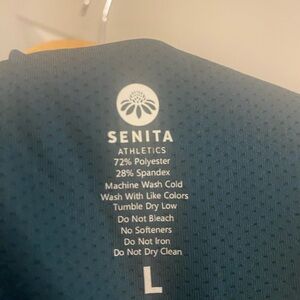 SENITA
ATHLETICS
72% Polyester
28% Spandex
Machine Wash Cold
Wash With Like Colors
Tumble Dry Low
Do Not Bleach
No Softeners
Do Not Iron
Do Not Dry Clean
L